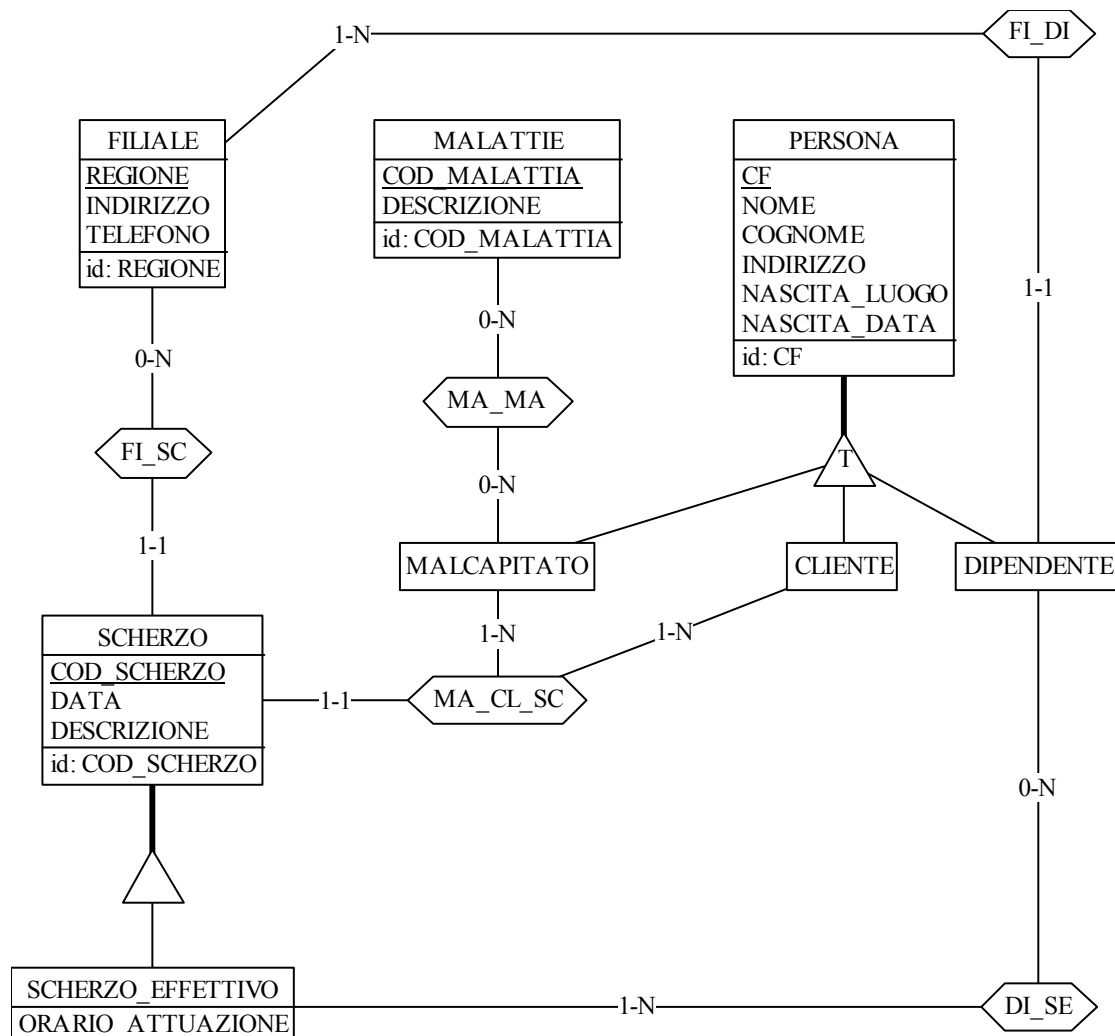 FI_DI
1-N
FILIALE
REGIONE
INDIRIZZO
TELEFONO
id: REGIONE
MALATTIE
COD_MALATTIA
DESCRIZIONE
id: COD_MALATTIA
PERSONA
CF
NOME
COGNOME
INDIRIZZO
NASCITA_LUOGO
NASCITA_DATA
id: CF
1-1
0-N
0-N
MA_MA
FI_SC
T
0-N
1-1
MALCAPITATO
CLIENTE
DIPENDENTE
1-N
1-N
SCHERZO
COD_SCHERZO
DATA
DESCRIZIONE
id: COD_SCHERZO
1-1
MA_CL_SC
0-N
SCHERZO_EFFETTIVO
ORARIO_ATTUAZIONE
1-N
DI_SE